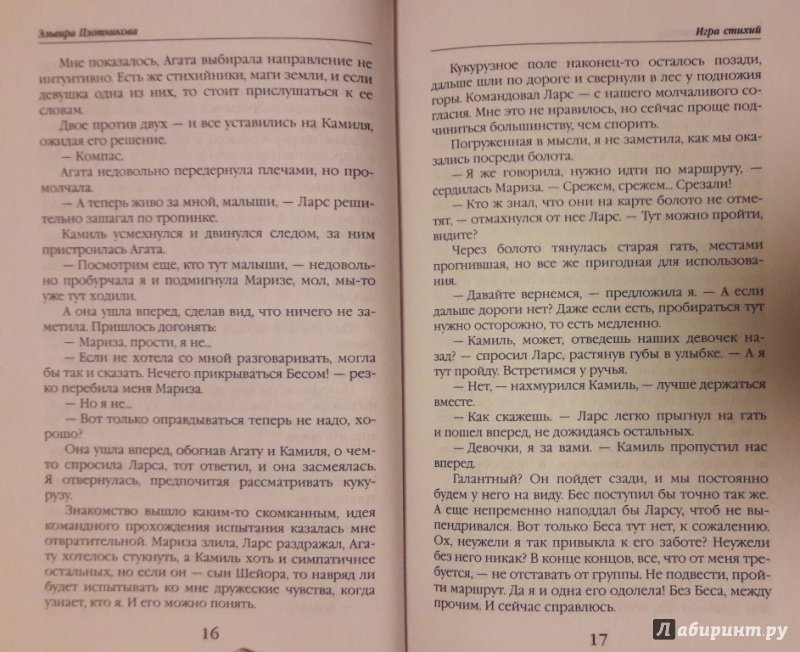 Эльвира Плотникова
Мне показалось, Агата выбирала направление не
интуитивно. Есть же стихийники, маги земли, и если
девушка одна из них, то стоит прислушаться к ее
словам.
Двое против двух — и все уставились на Камиля,
ожидая его решение.
— Компас.
Агата недовольно передернула плечами, но про-
молчала.
— А теперь живо за мной, малыши, — Ларс реши-
тельно зашагал по тропинке.
Камиль усмехнулся и двинулся следом, за ним
пристроилась Агата.
— Посмотрим еще, кто тут малыши, — недоволь-
но пробурчала я и подмигнула Маризе, мол, мы-то
уже тут ходили.
А она ушла вперед, сделав вид, что ничего не за-
метила. Пришлось догонять:
— Мариза, прости, я не...
— Если не хотела со мной разговаривать, могла
бы так и сказать. Нечего прикрываться Бесом! — рез-
ко перебила меня Мариза.
— Но я не...
— Вот только оправдываться теперь не надо, хо-
рошо?
Она ушла вперед, обогнав Агату и Камиля, о чем-
то спросила Ларса, тот ответил, и она засмеялась.
Я отвернулась, предпочитая рассматривать куку-
рузу.
Знакомство вышло каким-то скомканным, идея
командного прохождения испытания казалась мне
отвратительной. Мариза злила, Ларс раздражал, Ага-
ту хотелось стукнуть, а Камиль хоть и симпатичнее
остальных, но если он — сын Шейора, то навряд ли
будет испытывать ко мне дружеские чувства, когда
узнает, кто я. И его можно понять.
16
Игра стихий
Кукурузное поле наконец-то осталось позади,
дальше шли по дороге и свернули в лес у подножия
горы. Командовал Ларс — с нашего молчаливого со-
гласия. Мне это не нравилось, но сейчас проще под-
чиниться большинству, чем спорить.
Погруженная в мысли, я не заметила, как мы ока-
зались посреди болота.
— Я же говорила, нужно идти по маршруту, —
сердилась Мариза. — Срежем, срежем... Срезали!
— Кто ж знал, что они на карте болото не отме-
тят, — отмахнулся от нее Ларс. — Тут можно пройти,
видите?
Через болото тянулась старая гать, местами
прогнившая, но все же пригодная для использова-
ния.
— Давайте вернемся, — предложила я. — А если
дальше дороги нет? Даже если есть, пробираться тут
нужно осторожно, то есть медленно.
— Камиль, может, отведешь наших девочек на-
зад? — спросил Ларс, растянув губы в улыбке. — А я
тут пройду. Встретимся у ручья.
— Нет, — нахмурился Камиль, — лучше держаться
вместе.
— Как скажешь. — Ларс легко прыгнул на гать
и пошел вперед, не дожидаясь остальных.
— Девочки, я за вами. — Камиль пропустил нас
вперед.
Галантный? Он пойдет сзади, и мы постоянно
будем у него на виду. Бес поступил бы точно так же.
А еще непременно наподдал бы Ларсу, чтоб не вы-
пендривался. Вот только Беса тут нет, к сожалению.
Ох, неужели я так привыкла к его заботе? Неужели
без него никак? В конце концов, все, что от меня тре-
буется, — не отставать от группы. Не подвести, прой-
ти маршрут. Да я и одна его одолела! Без Беса, между
прочим. И сейчас справлюсь.
17
Лабиринт.ру